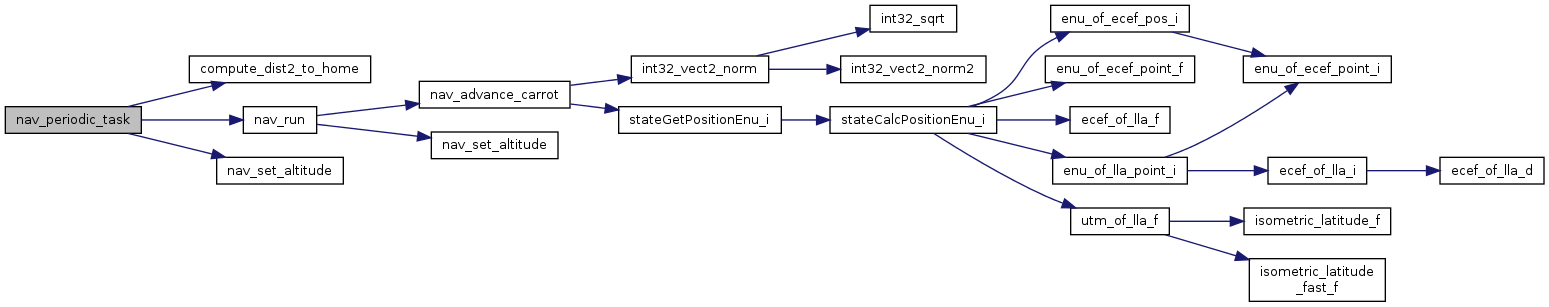 nav_periodic_task
compute_dist2_to_home
nav_run
nav_set_altitude
nav_advance_carrot
nav_set_altitude
int32_vect2_norm
stateGetPositionEnu_i
int32_sqrt
int32_vect2_norm2
stateCalcPositionEnu_i
enu_of_ecef_pos_i
enu_of_ecef_point_f
ecef_of_lla_f
enu_of_lla_point_i
utm_of_lla_f
enu_of_ecef_point_i
ecef_of_lla_i
isometric_latitude_f
isometric_latitude
_fast_f
ecef_of_lla_d